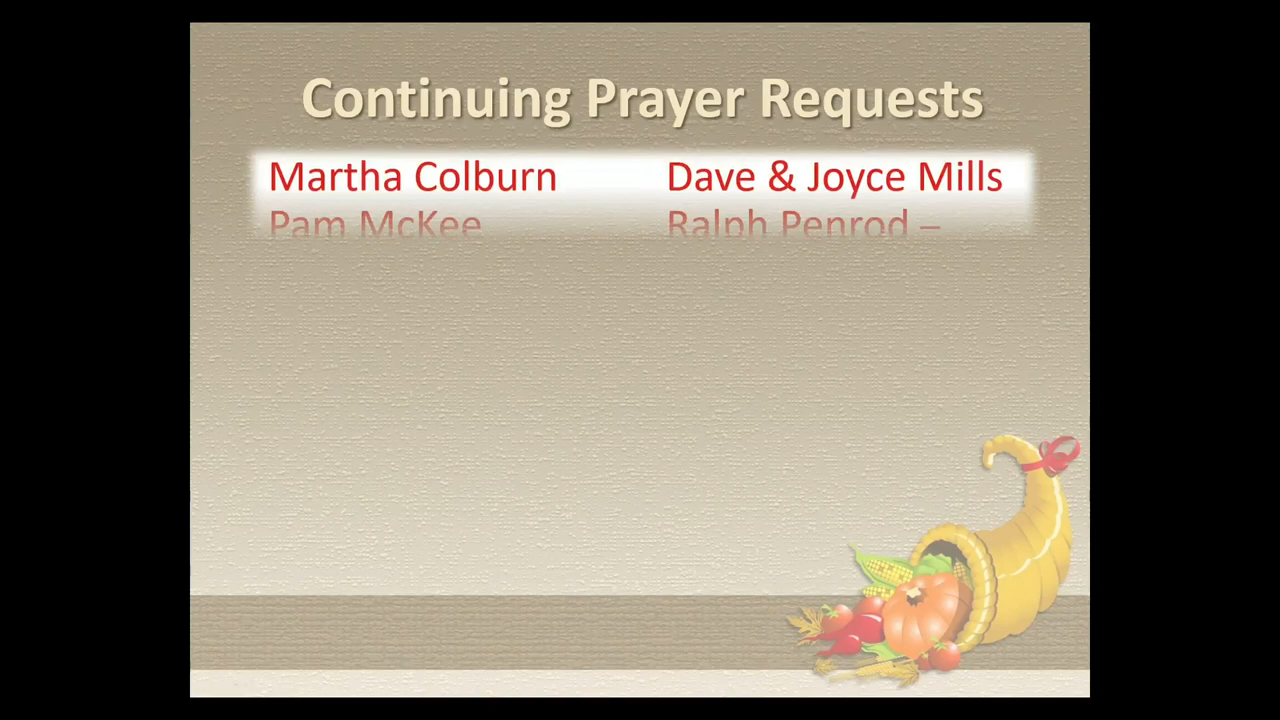 Continuing Prayer Requests
Martha Colburn Dave & Joyce Mills
Pam McKee Ralph Penrod –